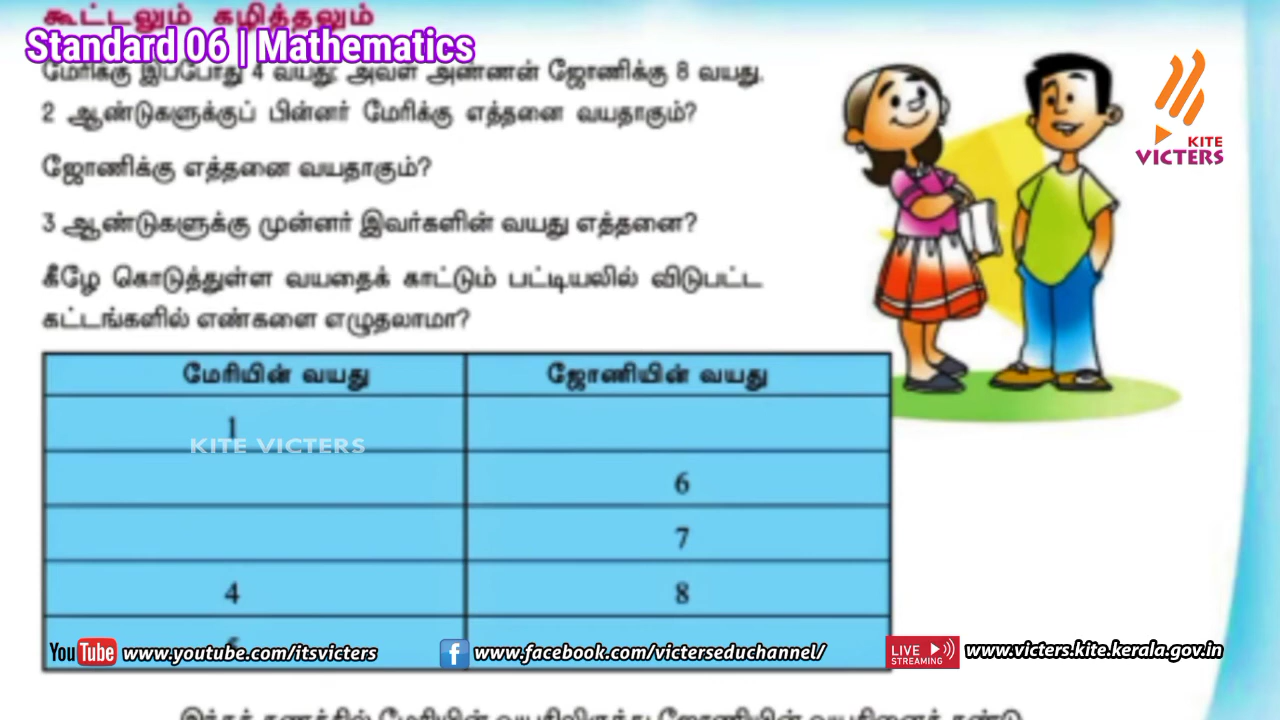 கூட்டலும் கழித்தலும்
Standard 06 | Mathematics
மேரிக்கு இப்போது 4 வயது; அவள் அண்ணன் ஜோணிக்கு 8 வயது.
2 ஆண்டுகளுக்குப் பின்னர் மேரிக்கு எத்தனை வயதாகும்?
ஜோணிக்கு எத்தனை வயதாகும்?
3 ஆண்டுகளுக்கு முன்னர் இவர்களின் வயது எத்தனை?
கீழே கொடுத்துள்ள வயதைக் காட்டும் பட்டியலில் விடுபட்ட
கட்டங்களில் எண்களை எழுதலாமா?
KITE
VICTERS
மேரியின் வயது ஜோணியின் வயது
1
KITE VICTERS
6
7
4 8
You Tube www.youtube.com/itsvicters
f www.facebook.com/victerseduchannel/
LIVE STREAMING www.victers.kite.kerala.gov.in